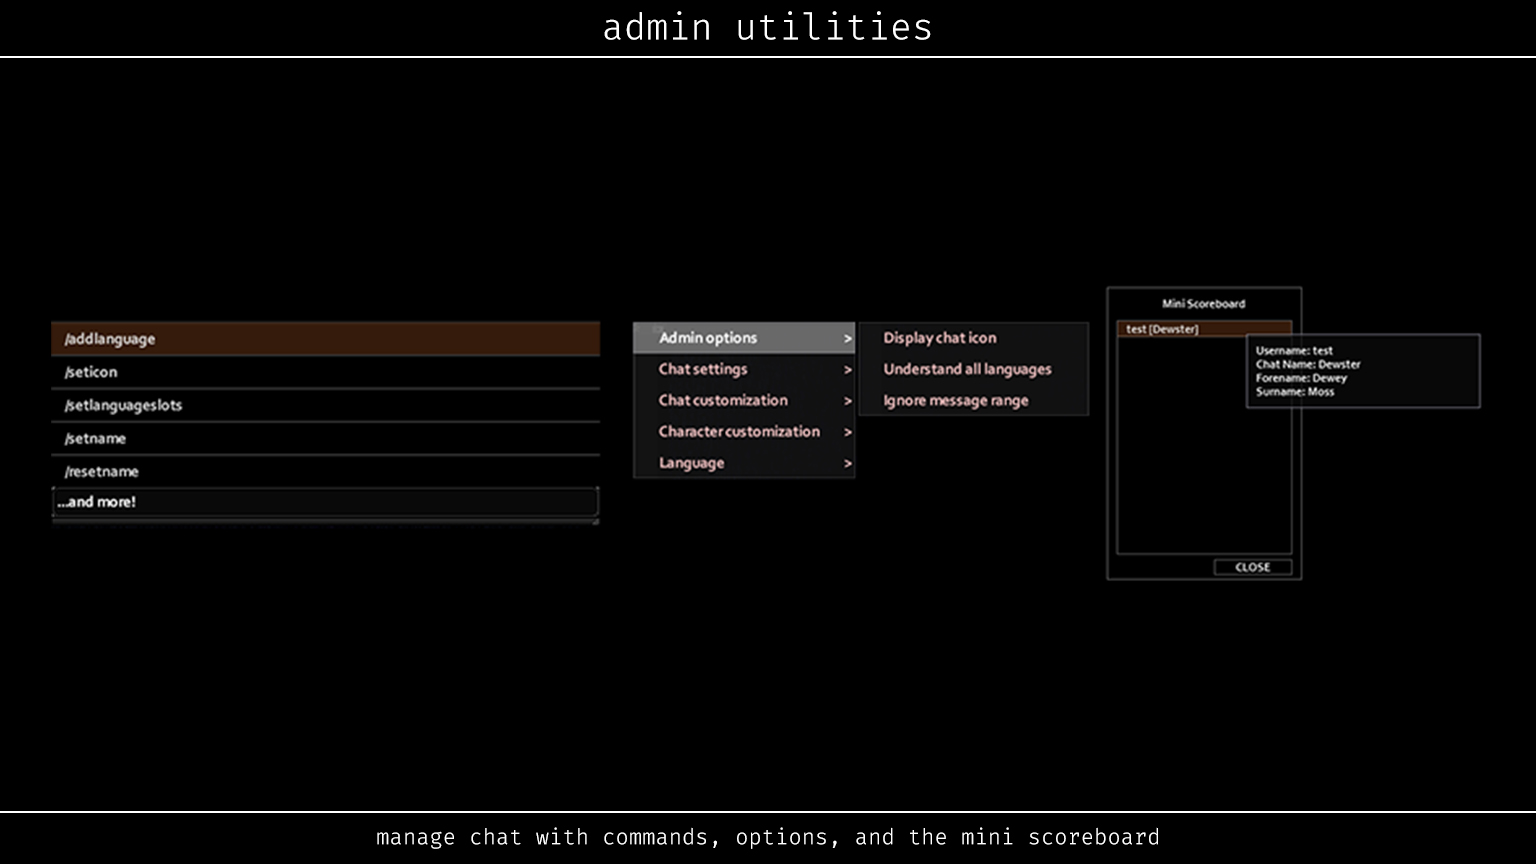 admin utilities
/addlanguage
/seticon
/setlanguageslots
/setname
/resetname
...and more!
Admin options >
Chat settings >
Chat customization >
Character customization >
Language >
Display chat icon
Understand all languages
Ignore message range
Mini Scoreboard
test [Dewster]
Username: test
Chat Name: Dewster
Forename: Dewey
Surname: Moss
CLOSE
manage chat with commands, options, and the mini scoreboard